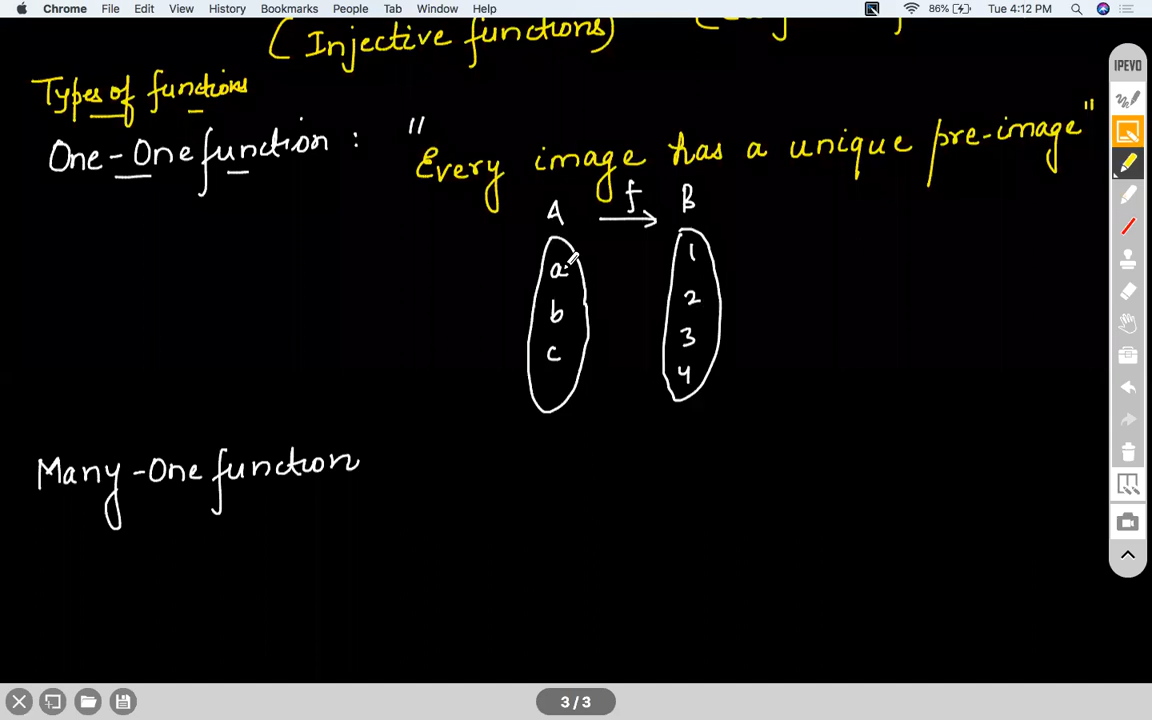 Chrome File Edit View History Bookmarks People Tab Window Help 86% Tue 4:12 PM
(Injective functions)
IPEVO
Types of functions
One-One function : "Every image has a unique pre-image"
A f B
a 1
b 2
c 3
4
Many-One function
3/3